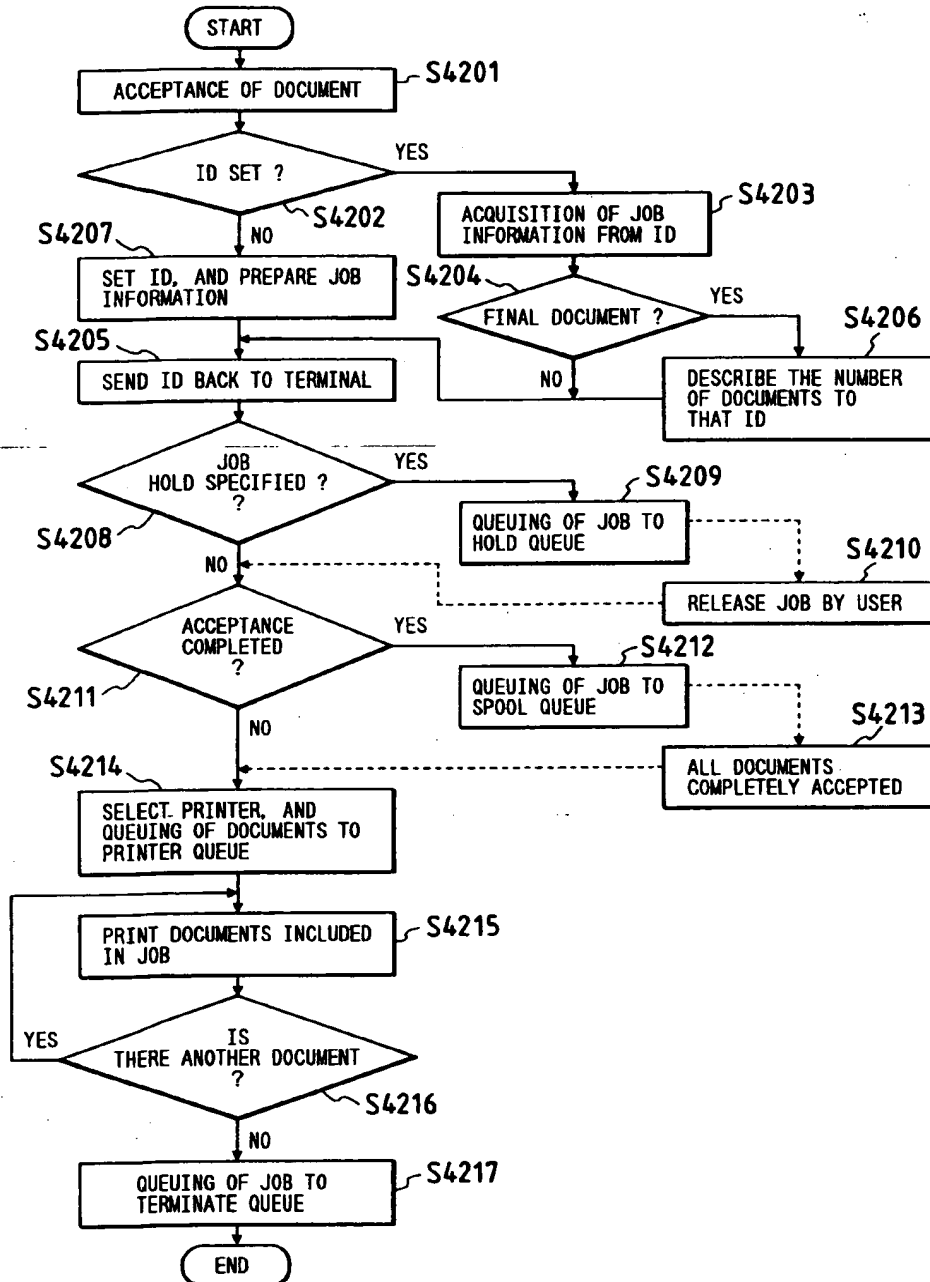 START
S4201
ACCEPTANCE OF DOCUMENT
YES
ID SET ?
S4202
S4203
ACQUISITION OF JOB
INFORMATION FROM ID
S4207
NO
SET ID, AND PREPARE JOB
INFORMATION
S4204
YES
FINAL DOCUMENT ?
S4206
S4205
SEND ID BACK TO TERMINAL
NO
DESCRIBE THE NUMBER
OF DOCUMENTS TO
THAT ID
JOB
HOLD SPECIFIED ?
?
YES
S4208
S4209
QUEUING OF JOB TO
HOLD QUEUE
S4210
NO
RELEASE JOB BY USER
ACCEPTANCE
COMPLETED
?
YES
S4211
S4212
QUEUING OF JOB TO
SPOOL QUEUE
S4213
NO
ALL DOCUMENTS
COMPLETELY ACCEPTED
S4214
SELECT PRINTER, AND
QUEUING OF DOCUMENTS TO
PRINTER QUEUE
S4215
PRINT DOCUMENTS INCLUDED
IN JOB
YES
IS
THERE ANOTHER DOCUMENT
?
S4216
NO
S4217
QUEUING OF JOB TO
TERMINATE QUEUE
END